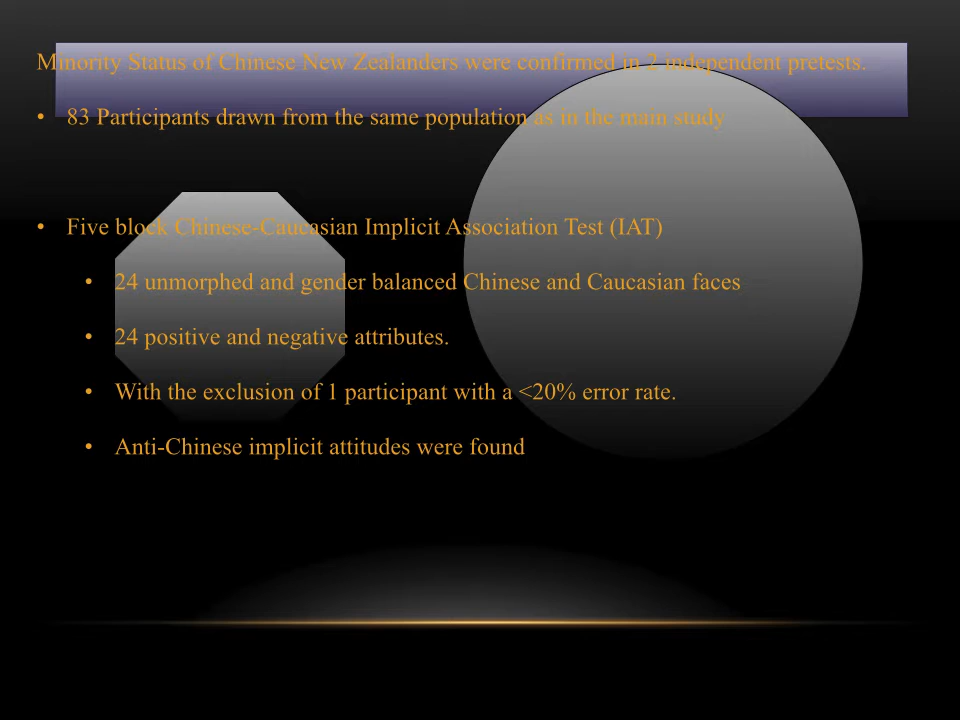 Minority Status of Chinese New Zealanders were confirmed in 2 independent pretests.
• 83 Participants drawn from the same population as in the main study
• Five block Chinese-Caucasian Implicit Association Test (IAT)
• 24 unmorphed and gender balanced Chinese and Caucasian faces
• 24 positive and negative attributes.
• With the exclusion of 1 participant with a <20% error rate.
• Anti-Chinese implicit attitudes were found